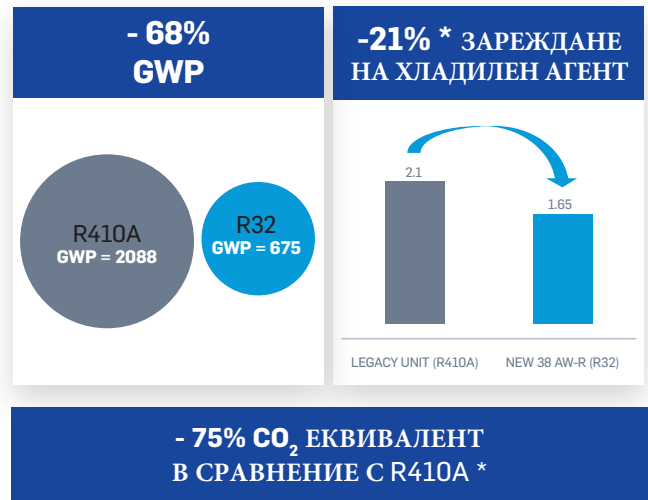 - 68%
GWP
R410A
GWP = 2088
R32
GWP = 675
-21% * ЗАРЕЖДАНЕ
НА ХЛАДИЛЕН АГЕНТ
2.1
1.65
LEGACY UNIT (R410A)
NEW 38 AW-R (R32)
- 75% CO₂ ЕКВИВАЛЕНТ
В СРАВНЕНИЕ С R410A *